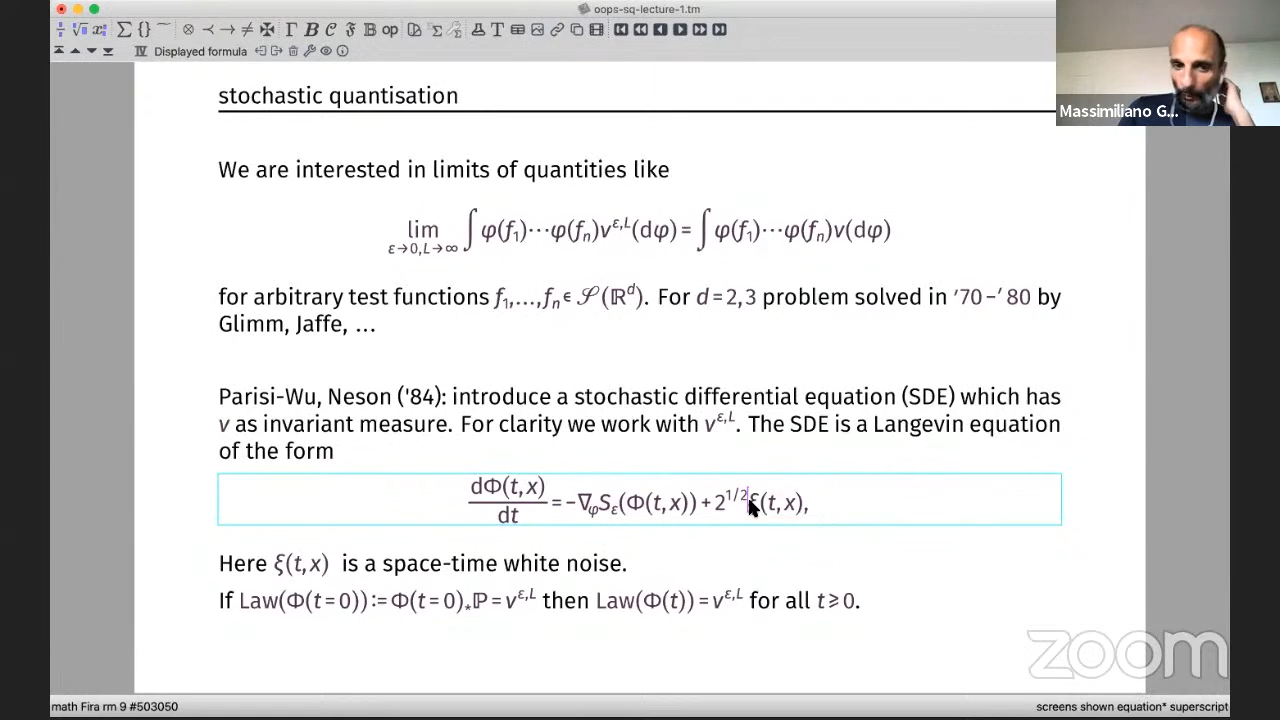 oops-sq-lecture-1.tm
Displayed formula
Massimiliano G...
stochastic quantisation
We are interested in limits of quantities like
lim ε→0,L→∞ ∫ φ(f₁)⋯φ(fₙ)ν^{ε,L}(dφ) = ∫ φ(f₁)⋯φ(fₙ)ν(dφ)
for arbitrary test functions f₁,…,fₙ ∈ 𝒮(ℝ^d). For d=2,3 problem solved in '70−'80 by
Glimm, Jaffe, …
Parisi-Wu, Neson ('84): introduce a stochastic differential equation (SDE) which has
ν as invariant measure. For clarity we work with ν^{ε,L}. The SDE is a Langevin equation
of the form
dΦ(t,x)/dt = −∇_φ S_ε(Φ(t,x)) + 2^{1/2}ξ(t,x),
Here ξ(t,x) is a space-time white noise.
If Law(Φ(t=0)) := Φ(t=0)_*ℙ = ν^{ε,L} then Law(Φ(t)) = ν^{ε,L} for all t⩾0.
zoom
math Fira rm 9 #503050
screens shown equation* superscript